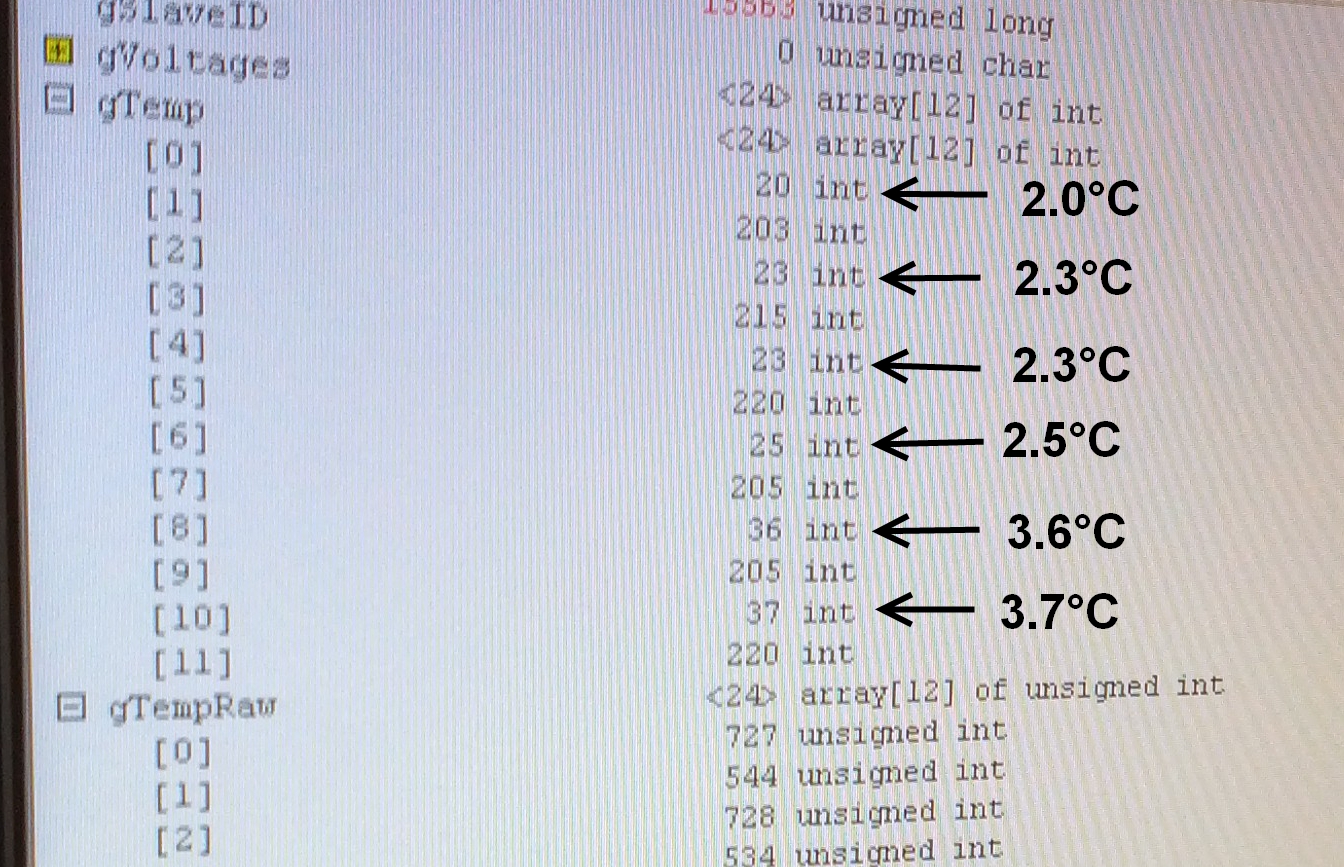 unsigned long
gSlaveID 0 unsigned char
gVoltages <24> array[12] of int
gTemp <24> array[12] of int
[0] 20 int 2.0°C
[1] 203 int
[2] 23 int 2.3°C
[3] 215 int
[4] 23 int 2.3°C
[5] 220 int
[6] 25 int 2.5°C
[7] 205 int
[8] 36 int 3.6°C
[9] 205 int
[10] 37 int 3.7°C
[11] 220 int
gTempRaw <24> array[12] of unsigned int
[0] 727 unsigned int
[1] 544 unsigned int
[2] 728 unsigned int
534 unsigned int